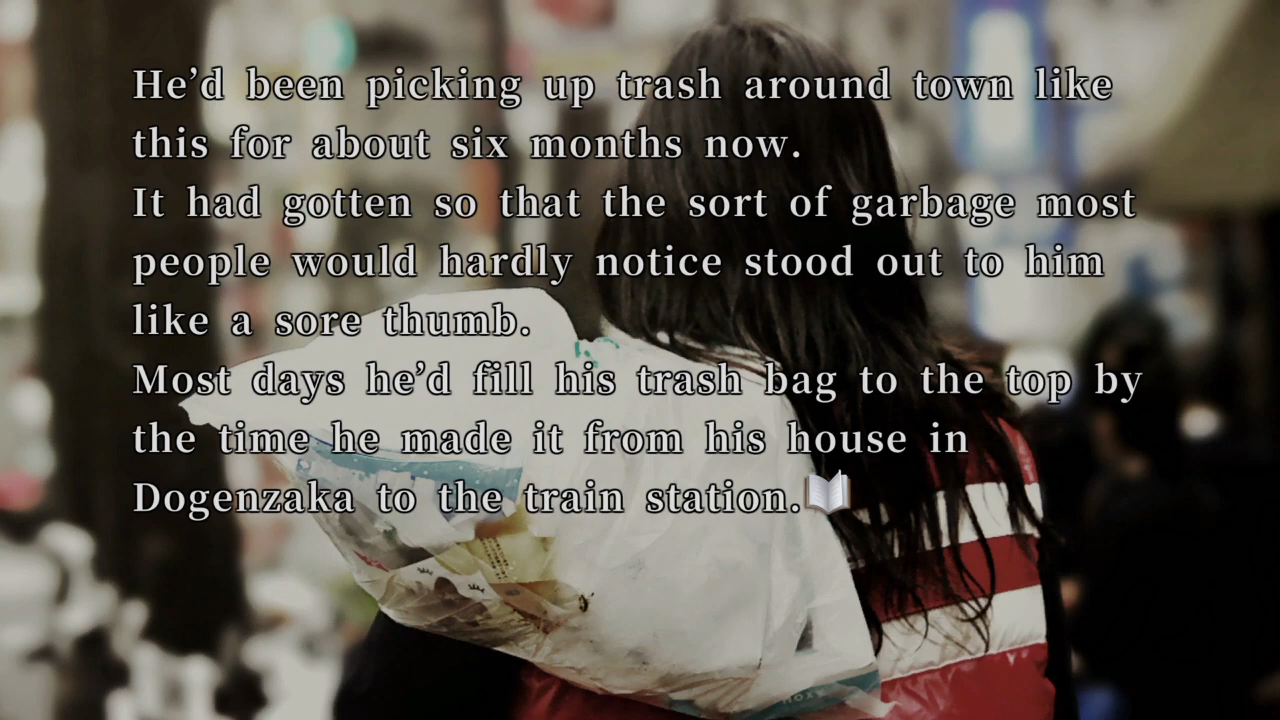 He’d been picking up trash around town like
this for about six months now.
It had gotten so that the sort of garbage most
people would hardly notice stood out to him
like a sore thumb.
Most days he’d fill his trash bag to the top by
the time he made it from his house in
Dogenzaka to the train station.